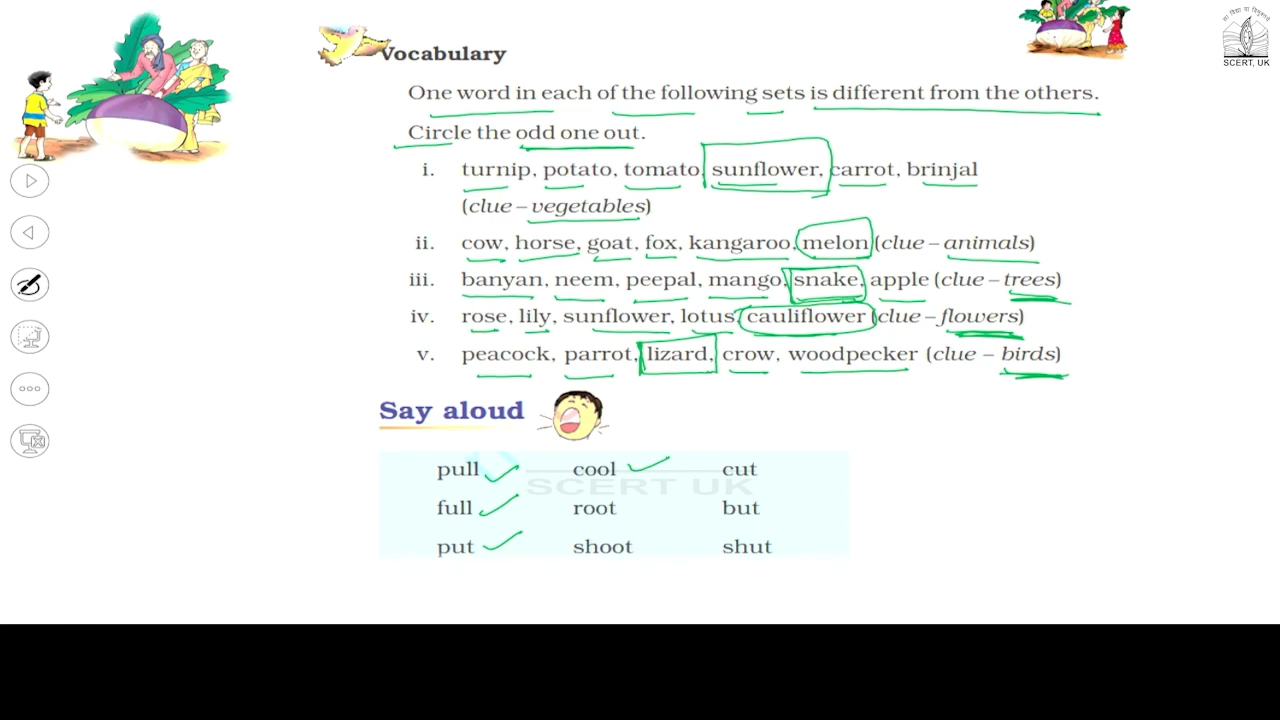 Vocabulary
SCERT, UK
One word in each of the following sets is different from the others.
Circle the odd one out.
i. turnip, potato, tomato, sunflower, carrot, brinjal
(clue – vegetables)
ii. cow, horse, goat, fox, kangaroo, melon (clue – animals)
iii. banyan, neem, peepal, mango, snake, apple (clue – trees)
iv. rose, lily, sunflower, lotus, cauliflower (clue – flowers)
v. peacock, parrot, lizard, crow, woodpecker (clue – birds)
Say aloud
pull cool cut
SCERT UK
full root but
put shoot shut